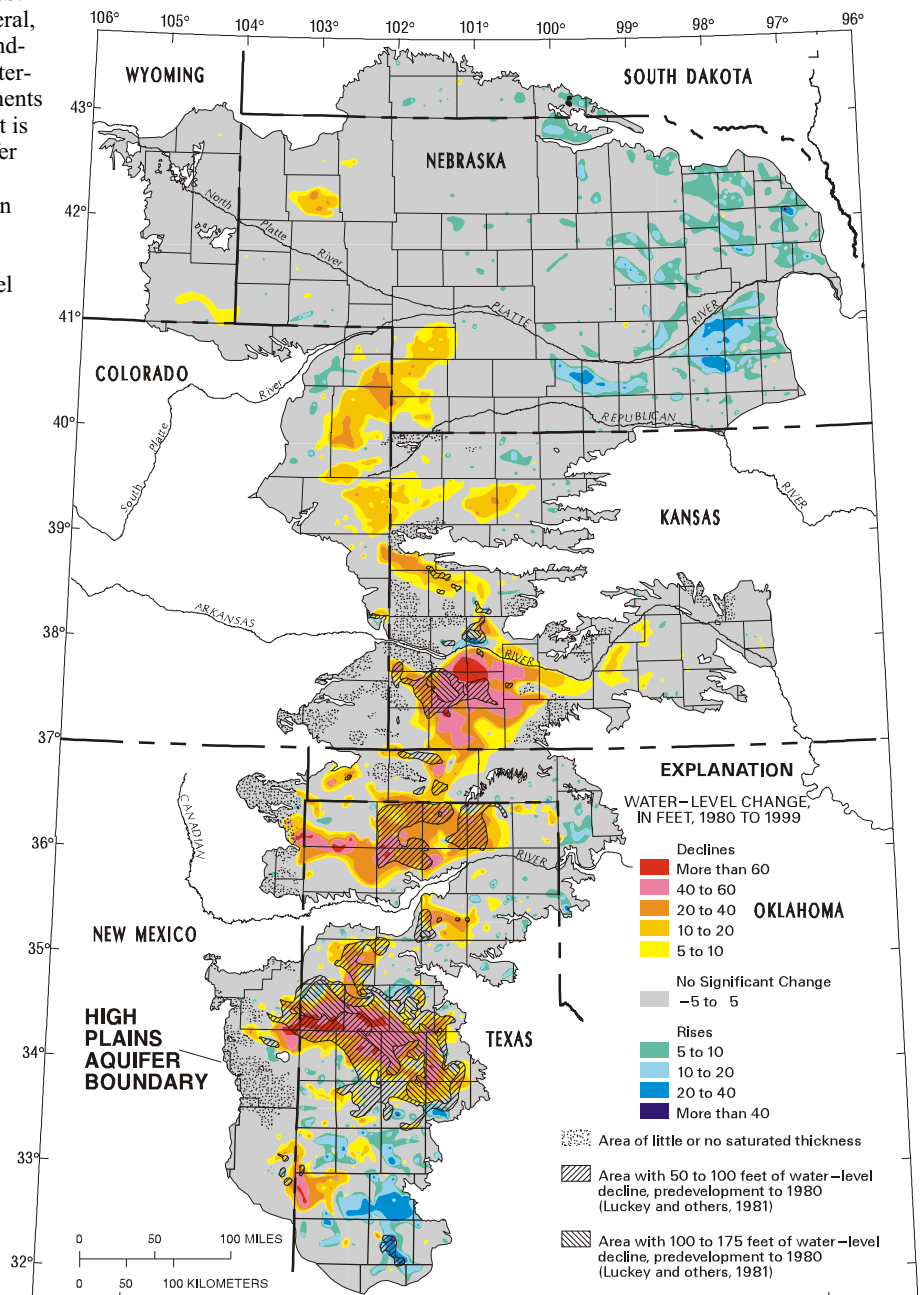 eral,
nd-
ter-
nents
t is
fer
n
el
106° 105° 104° 103° 102° 101° 100° 99° 98° 97° 96°
WYOMING
SOUTH DAKOTA
43°
NEBRASKA
42°
North
Platte
River
41°
PLATTE
RIVER
COLORADO
River
Platte
South
40°
REPUBLICAN
RIVER
39°
KANSAS
ARKANSAS
38°
RIVER
37°
EXPLANATION
WATER–LEVEL CHANGE,
IN FEET, 1980 TO 1999
CANADIAN
36°
RIVER
Declines
More than 60
40 to 60
20 to 40
10 to 20
5 to 10
OKLAHOMA
35°
NEW MEXICO
No Significant Change
–5 to 5
HIGH
PLAINS
AQUIFER
BOUNDARY
34°
TEXAS
Rises
5 to 10
10 to 20
20 to 40
More than 40
33°
Area of little or no saturated thickness
Area with 50 to 100 feet of water–level
decline, predevelopment to 1980
(Luckey and others, 1981)
Area with 100 to 175 feet of water–level
decline, predevelopment to 1980
(Luckey and others, 1981)
0 50 100 MILES
32°
0 50 100 KILOMETERS